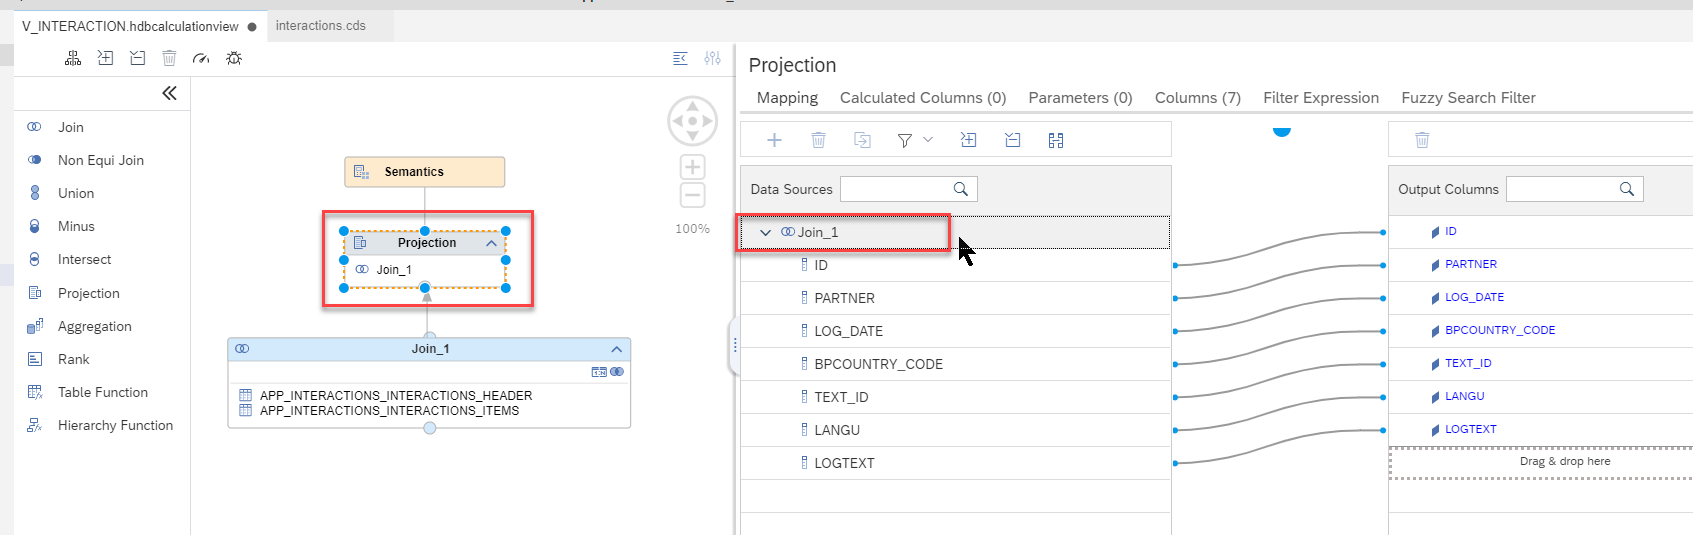 V_INTERACTION.hdbcalculationview
interactions.cds
Join
Non Equi Join
Union
Minus
Intersect
Projection
Aggregation
Rank
Table Function
Hierarchy Function
Semantics
Projection
Join_1
Join_1
APP_INTERACTIONS_INTERACTIONS_HEADER
APP_INTERACTIONS_INTERACTIONS_ITEMS
100%
Projection
Mapping Calculated Columns (0) Parameters (0) Columns (7) Filter Expression Fuzzy Search Filter
Data Sources
Join_1
ID
PARTNER
LOG_DATE
BPCOUNTRY_CODE
TEXT_ID
LANGU
LOGTEXT
Output Columns
ID
PARTNER
LOG_DATE
BPCOUNTRY_CODE
TEXT_ID
LANGU
LOGTEXT
Drag & drop here